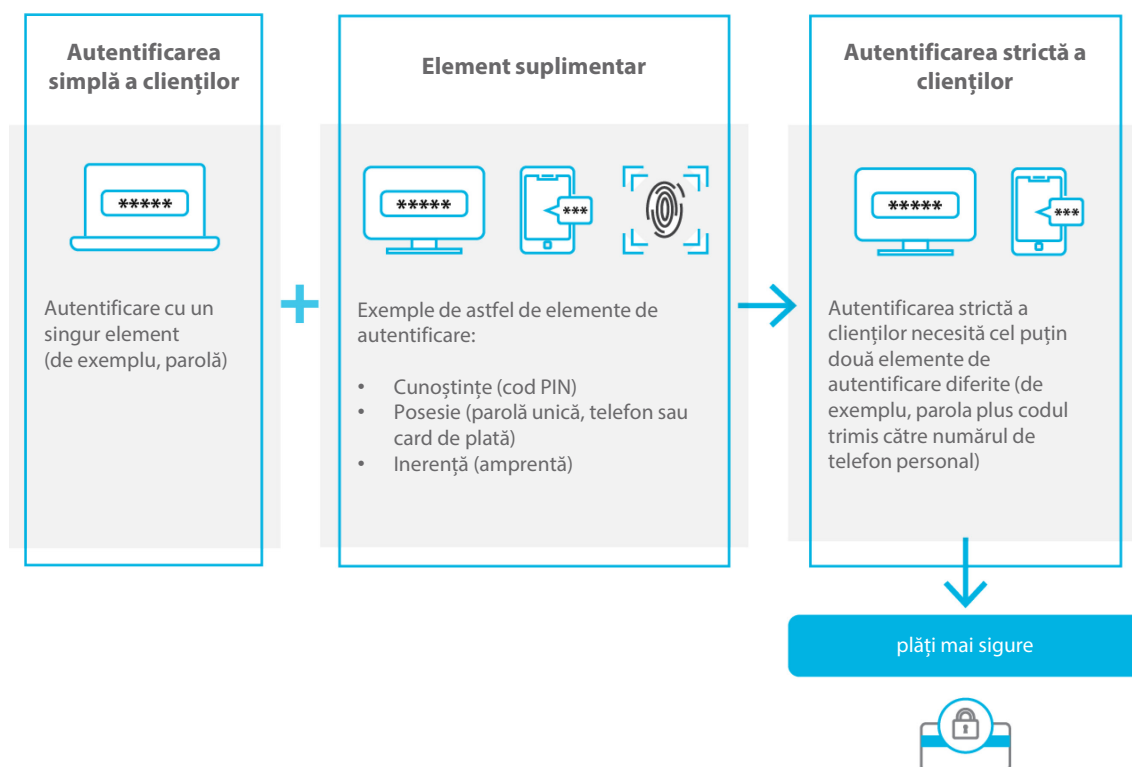 Autentificarea
simplă a clienților
*****
Autentificare cu un
singur element
(de exemplu, parolă)
+
Element suplimentar
*****
***
Exemple de astfel de elemente de
autentificare:
• Cunoștințe (cod PIN)
• Posesie (parolă unică, telefon sau
card de plată)
• Inerență (amprentă)
Autentificarea strictă a
clienților
*****
***
Autentificarea strictă a
clienților necesită cel puțin
două elemente de
autentificare diferite (de
exemplu, parola plus codul
trimis către numărul de
telefon personal)
plăți mai sigure